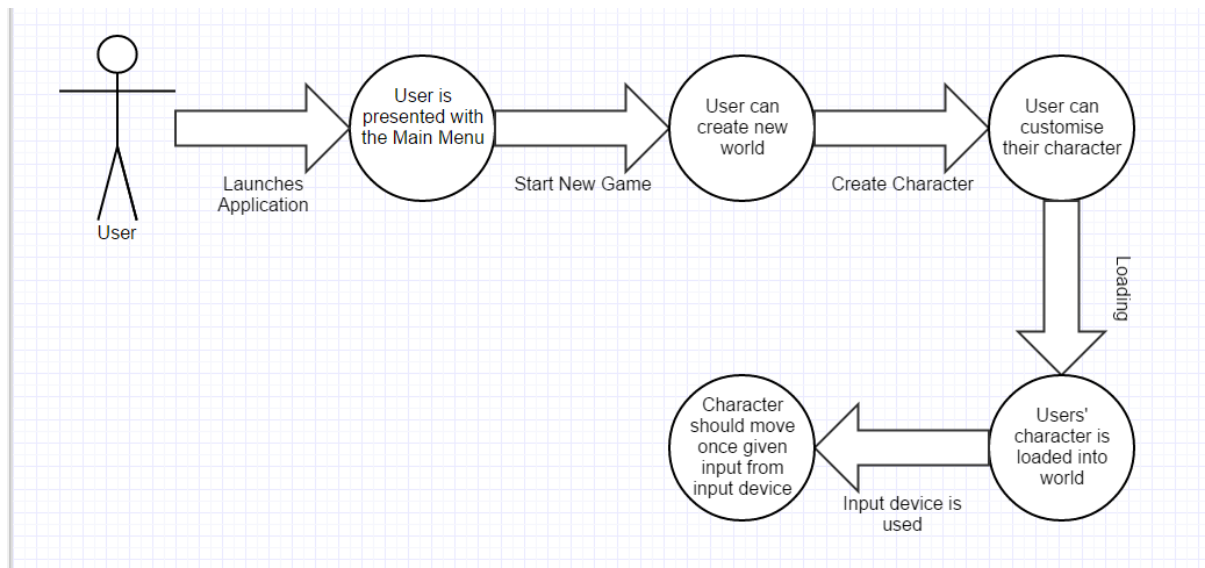 User
Launches
Application
User is
presented with
the Main Menu
Start New Game
User can
create new
world
Create Character
User can
customise
their character
Loading
Users'
character is
loaded into
world
Input device is
used
Character
should move
once given
input from
input device